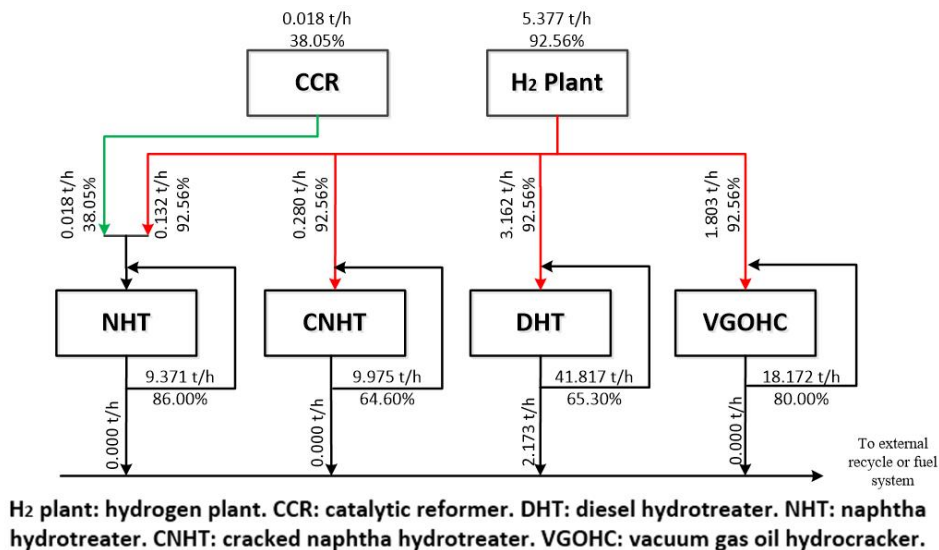 0.018 t/h
38.05%
5.377 t/h
92.56%
CCR
H2 Plant
0.018 t/h
38.05%
0.132 t/h
92.56%
0.280 t/h
92.56%
3.162 t/h
92.56%
1.803 t/h
92.56%
NHT
CNHT
DHT
VGOHC
9.371 t/h
86.00%
9.975 t/h
64.60%
41.817 t/h
65.30%
18.172 t/h
80.00%
0.000 t/h
0.000 t/h
2.173 t/h
0.000 t/h
To external
recycle or fuel
system
H2 plant: hydrogen plant. CCR: catalytic reformer. DHT: diesel hydrotreater. NHT: naphtha
hydrotreater. CNHT: cracked naphtha hydrotreater. VGOHC: vacuum gas oil hydrocracker.